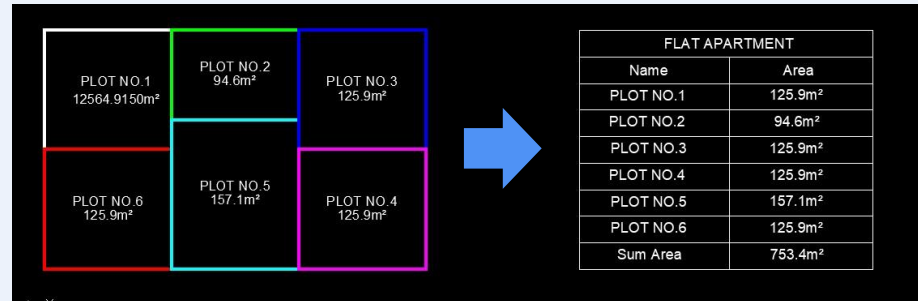 PLOT NO.1
12564.9150m²
PLOT NO.2
94.6m²
PLOT NO.3
125.9m²
PLOT NO.6
125.9m²
PLOT NO.5
157.1m²
PLOT NO.4
125.9m²
FLAT APARTMENT
Name Area
PLOT NO.1 125.9m²
PLOT NO.2 94.6m²
PLOT NO.3 125.9m²
PLOT NO.4 125.9m²
PLOT NO.5 157.1m²
PLOT NO.6 125.9m²
Sum Area 753.4m²